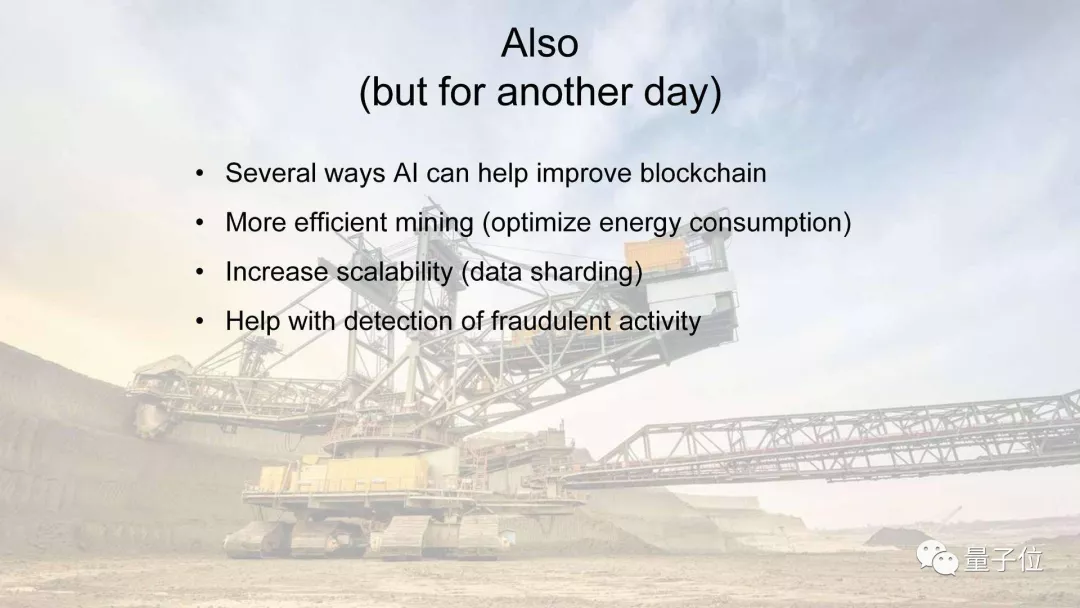 Also
(but for another day)
• Several ways AI can help improve blockchain
• More efficient mining (optimize energy consumption)
• Increase scalability (data sharding)
• Help with detection of fraudulent activity
量子位